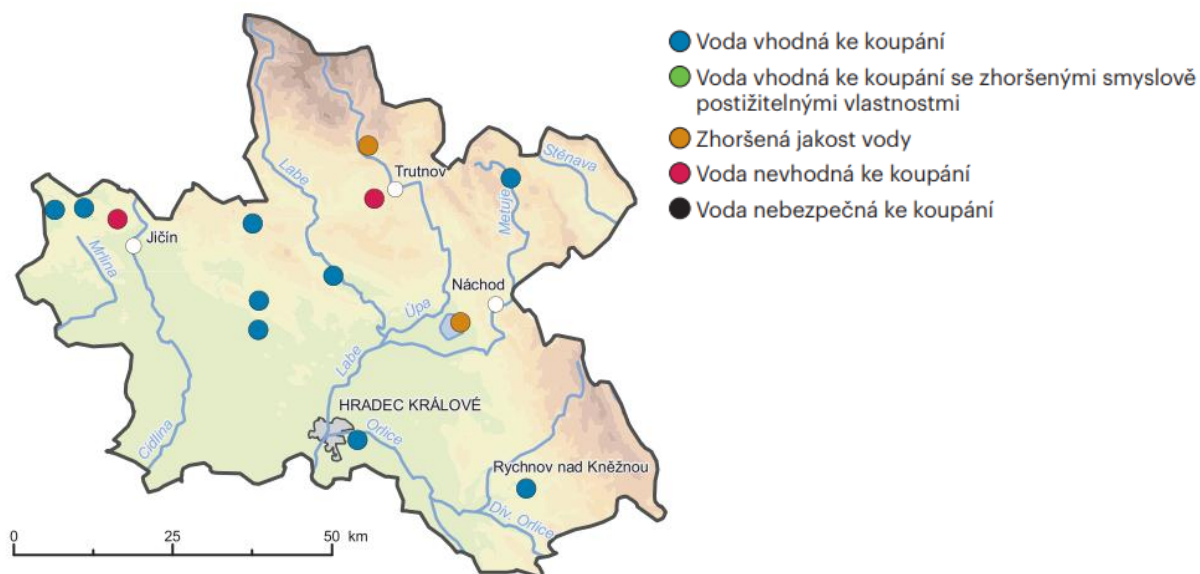 Voda vhodná ke koupání
Voda vhodná ke koupání se zhoršenými smyslově
postižitelnými vlastnostmi
Zhoršená jakost vody
Voda nevhodná ke koupání
Voda nebezpečná ke koupání
Stěnava
Labe
Trutnov
Metuje
Mrlina
Jičín
Náchod
Úpa
Labe
HRADEC KRÁLOVÉ
Orlice
Cidlina
Rychnov nad Kněžnou
Div. Orlice
0 25 50 km